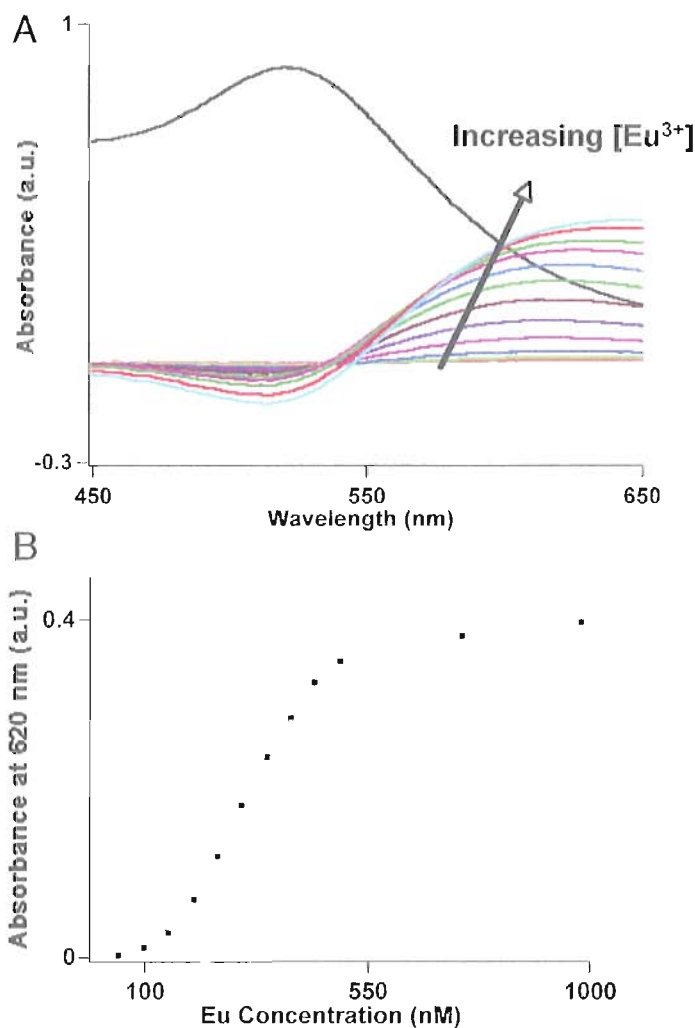 A
1
Absorbance (a.u.)
Increasing [Eu³⁺]
-0.3
450 550 650
Wavelength (nm)
B
Absorbance at 620 nm (a.u.)
0.4
0
100 550 1000
Eu Concentration (nM)